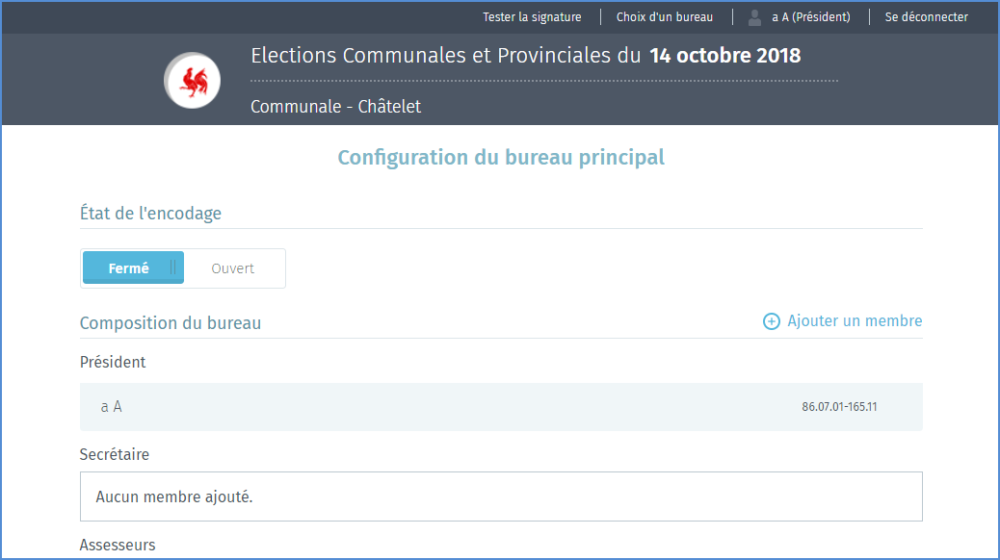 Tester la signature Choix d'un bureau a A (Président) Se déconnecter
Elections Communales et Provinciales du 14 octobre 2018
Communale - Châtelet
Configuration du bureau principal
État de l'encodage
Fermé Ouvert
Composition du bureau Ajouter un membre
Président
a A 86.07.01-165.11
Secrétaire
Aucun membre ajouté.
Assesseurs